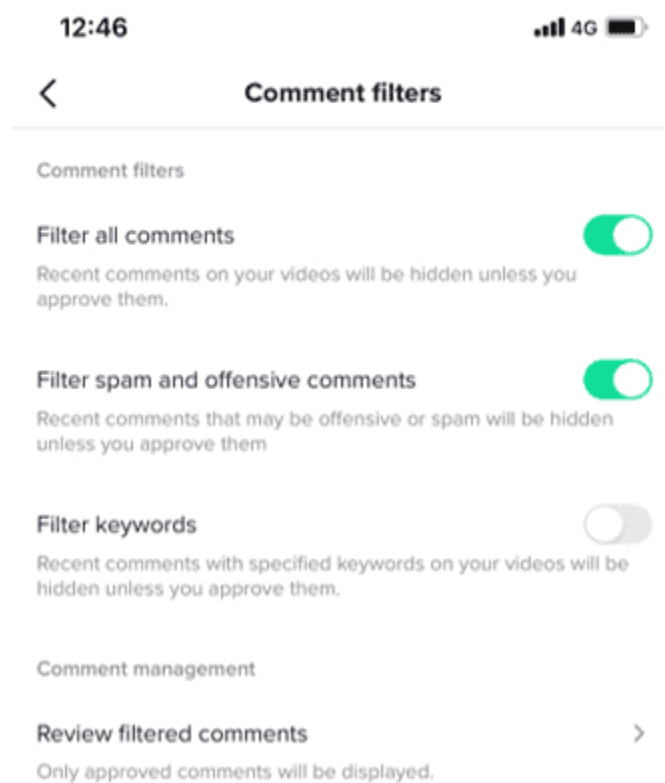 12:46
4G
Comment filters
Comment filters
Filter all comments
Recent comments on your videos will be hidden unless you
approve them.
Filter spam and offensive comments
Recent comments that may be offensive or spam will be hidden
unless you approve them
Filter keywords
Recent comments with specified keywords on your videos will be
hidden unless you approve them.
Comment management
Review filtered comments
Only approved comments will be displayed.